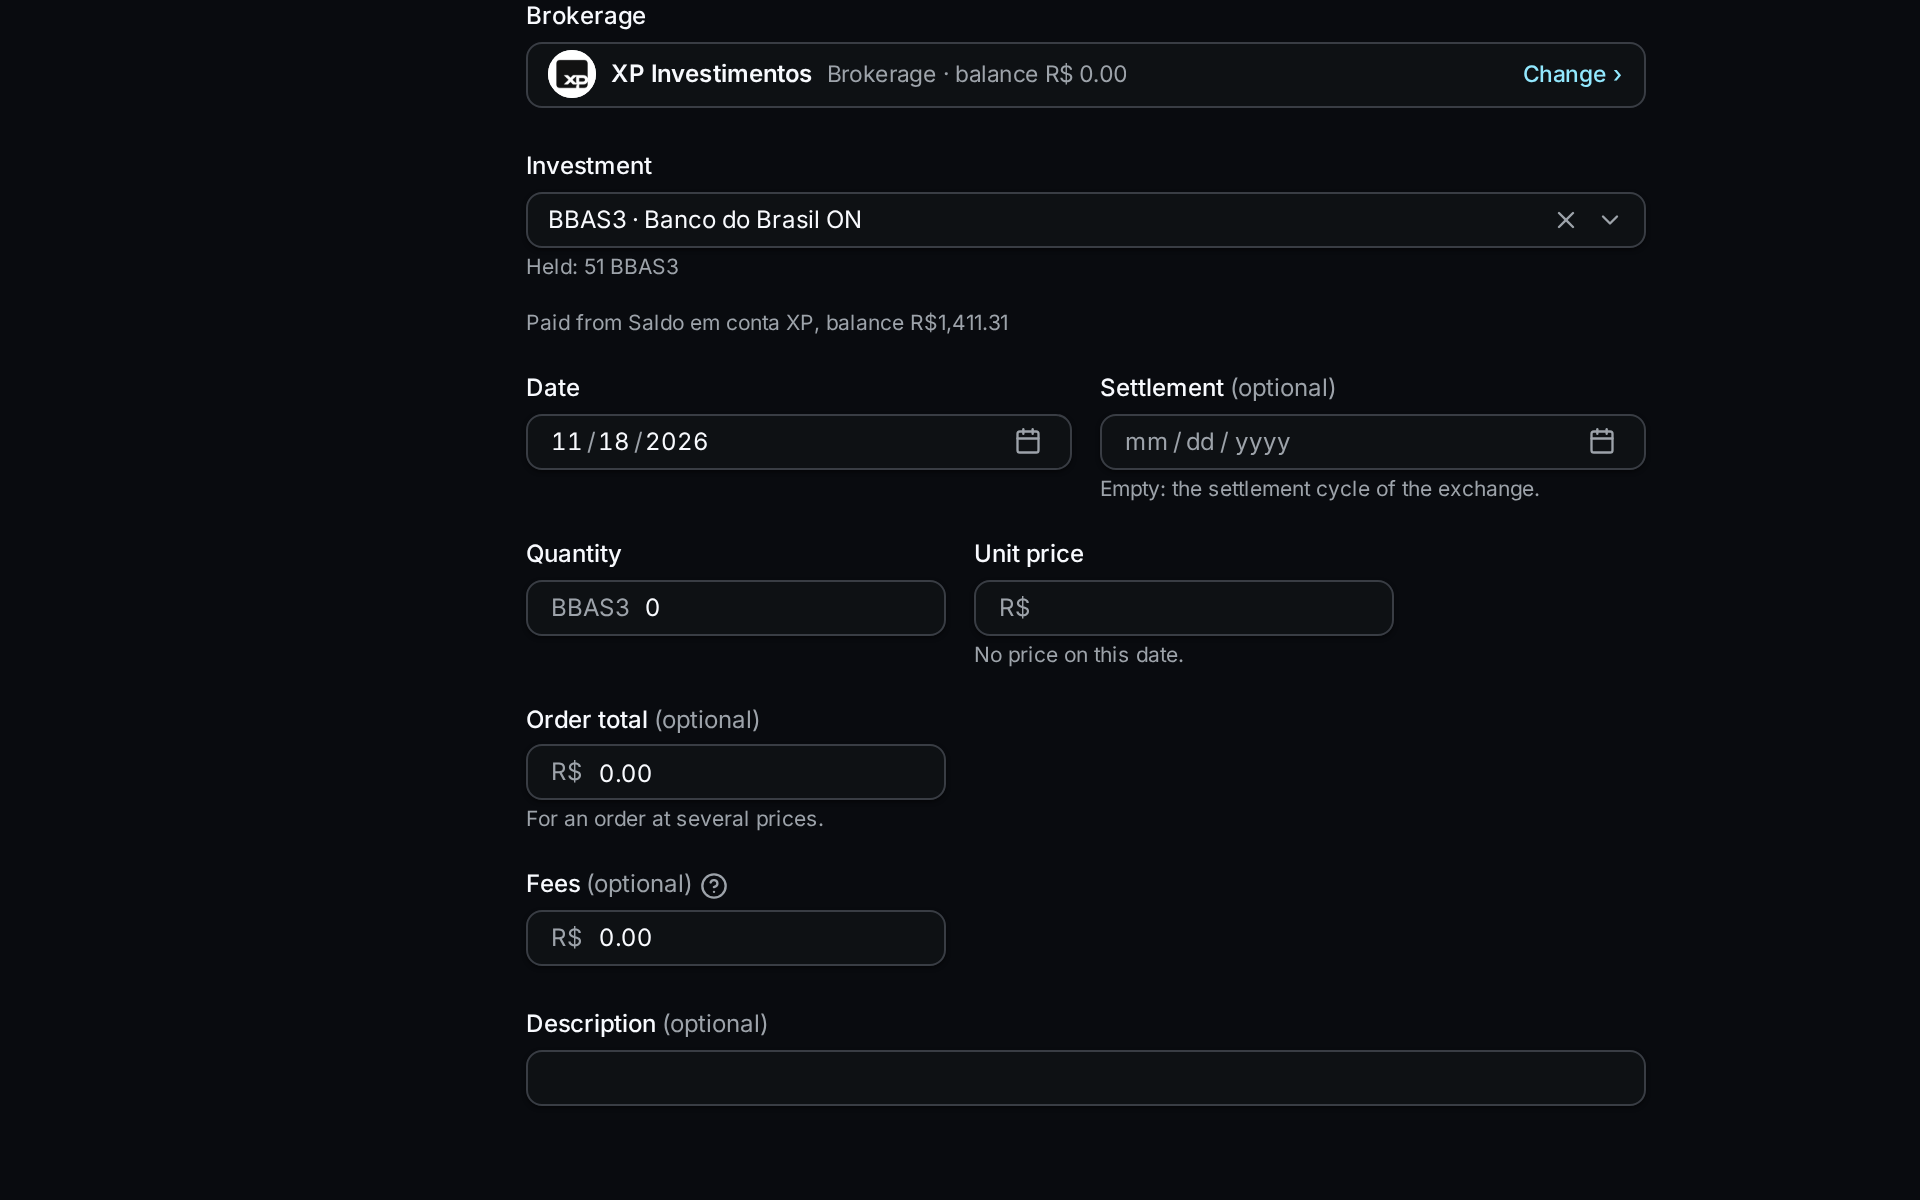 Brokerage
XP Investimentos Brokerage · balance R$ 0.00 Change ›
Investment
BBAS3 · Banco do Brasil ON
Held: 51 BBAS3
Paid from Saldo em conta XP, balance R$1,411.31
Date Settlement (optional)
11/18/2026 mm/dd/yyyy
Empty: the settlement cycle of the exchange.
Quantity Unit price
BBAS3 0 R$
No price on this date.
Order total (optional)
R$ 0.00
For an order at several prices.
Fees (optional) ?
R$ 0.00
Description (optional)